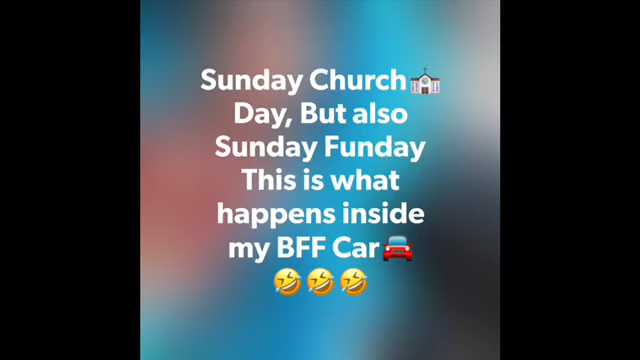 Sunday Church⛪
Day, But also
Sunday Funday
This is what
happens inside
my BFF Car🚘
🤣🤣🤣